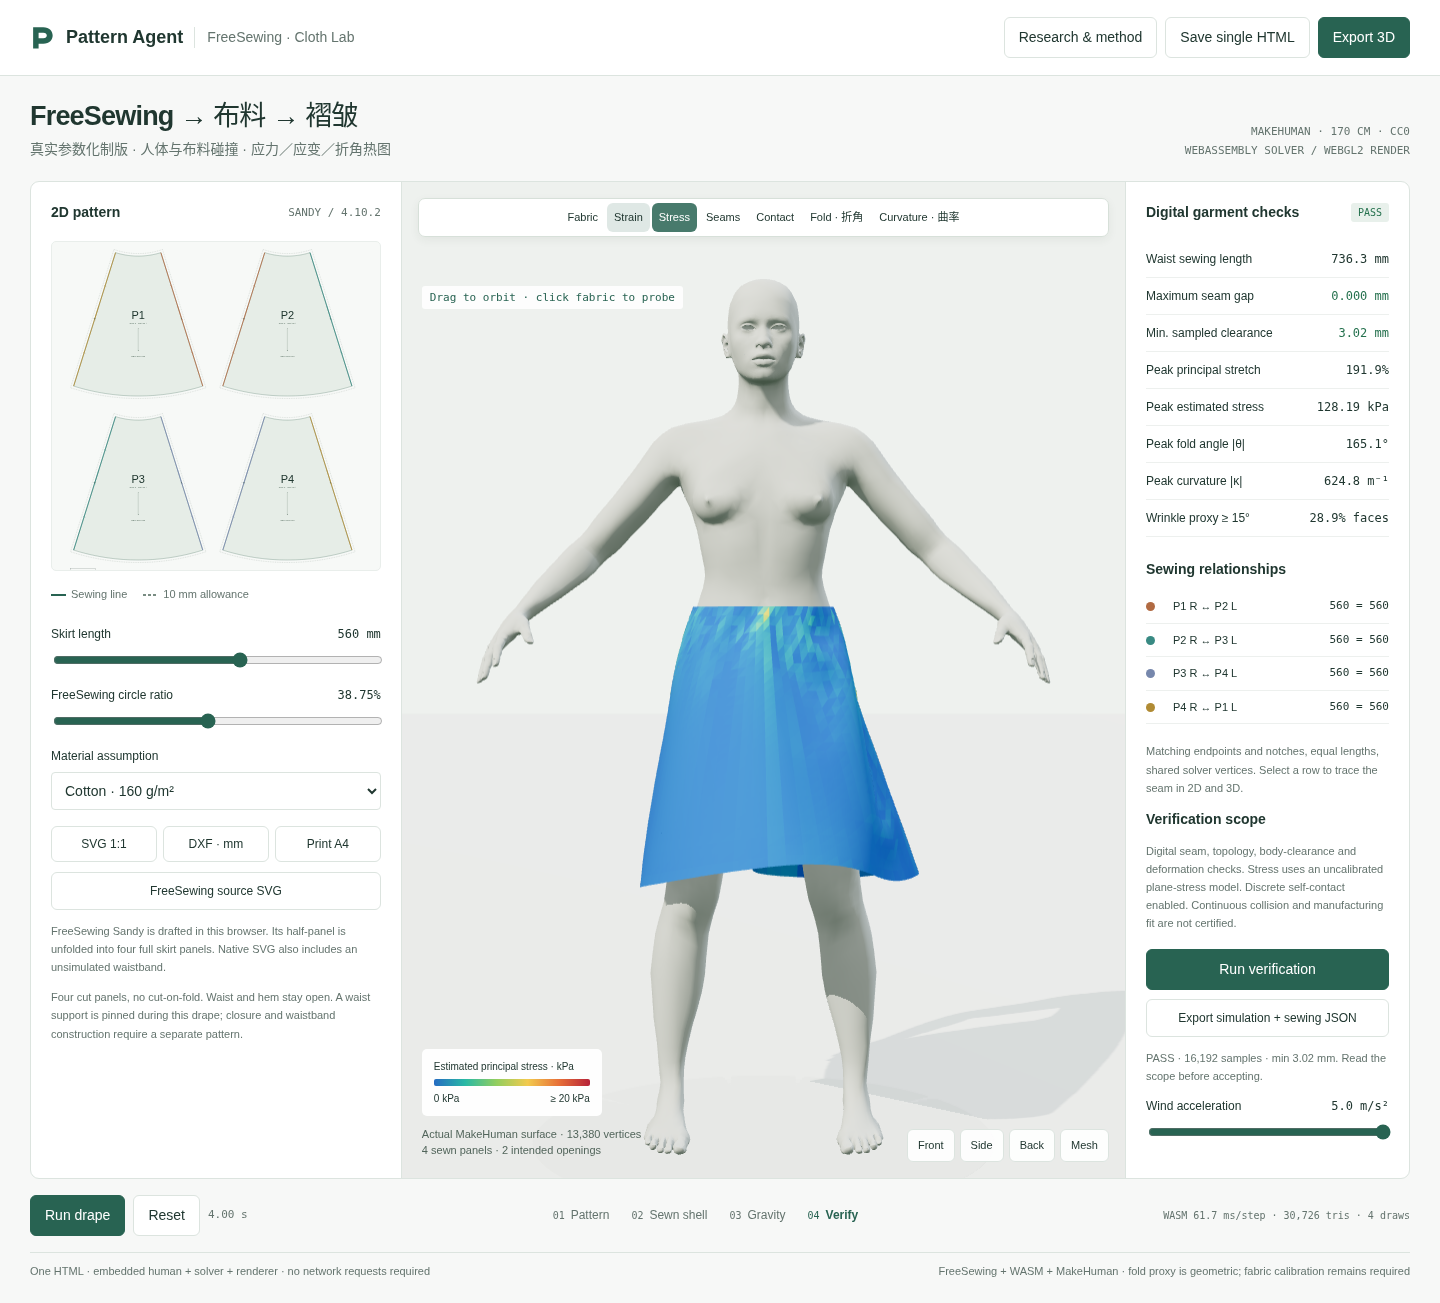 Pattern Agent
FreeSewing · Cloth Lab
Research & method
Save single HTML
Export 3D
FreeSewing → 布料 → 褶皱
真实参数化制版 · 人体与布料碰撞 · 应力／应变／折角热图
MAKEHUMAN · 170 CM · CC0
WEBASSEMBLY SOLVER / WEBGL2 RENDER
2D pattern
SANDY / 4.10.2
P1
P2
P3
P4
Sewing line
10 mm allowance
Skirt length
560 mm
FreeSewing circle ratio
38.75%
Material assumption
Cotton · 160 g/m²
SVG 1:1
DXF · mm
Print A4
FreeSewing source SVG
FreeSewing Sandy is drafted in this browser. Its half-panel is
unfolded into four full skirt panels. Native SVG also includes an
unsimulated waistband.
Four cut panels, no cut-on-fold. Waist and hem stay open. A waist
support is pinned during this drape; closure and waistband
construction require a separate pattern.
Fabric
Strain
Stress
Seams
Contact
Fold · 折角
Curvature · 曲率
Drag to orbit · click fabric to probe
Estimated principal stress · kPa
0 kPa
≥ 20 kPa
Actual MakeHuman surface · 13,380 vertices
4 sewn panels · 2 intended openings
Front
Side
Back
Mesh
Digital garment checks
PASS
Waist sewing length
736.3 mm
Maximum seam gap
0.000 mm
Min. sampled clearance
3.02 mm
Peak principal stretch
191.9%
Peak estimated stress
128.19 kPa
Peak fold angle |θ|
165.1°
Peak curvature |κ|
624.8 m⁻¹
Wrinkle proxy ≥ 15°
28.9% faces
Sewing relationships
P1 R ↔ P2 L
560 = 560
P2 R ↔ P3 L
560 = 560
P3 R ↔ P4 L
560 = 560
P4 R ↔ P1 L
560 = 560
Matching endpoints and notches, equal lengths,
shared solver vertices. Select a row to trace the
seam in 2D and 3D.
Verification scope
Digital seam, topology, body-clearance and
deformation checks. Stress uses an uncalibrated
plane-stress model. Discrete self-contact
enabled. Continuous collision and manufacturing
fit are not certified.
Run verification
Export simulation + sewing JSON
PASS · 16,192 samples · min 3.02 mm. Read the
scope before accepting.
Wind acceleration
5.0 m/s²
Run drape
Reset
4.00 s
01 Pattern
02 Sewn shell
03 Gravity
04 Verify
WASM 61.7 ms/step · 30,726 tris · 4 draws
One HTML · embedded human + solver + renderer · no network requests required
FreeSewing + WASM + MakeHuman · fold proxy is geometric; fabric calibration remains required